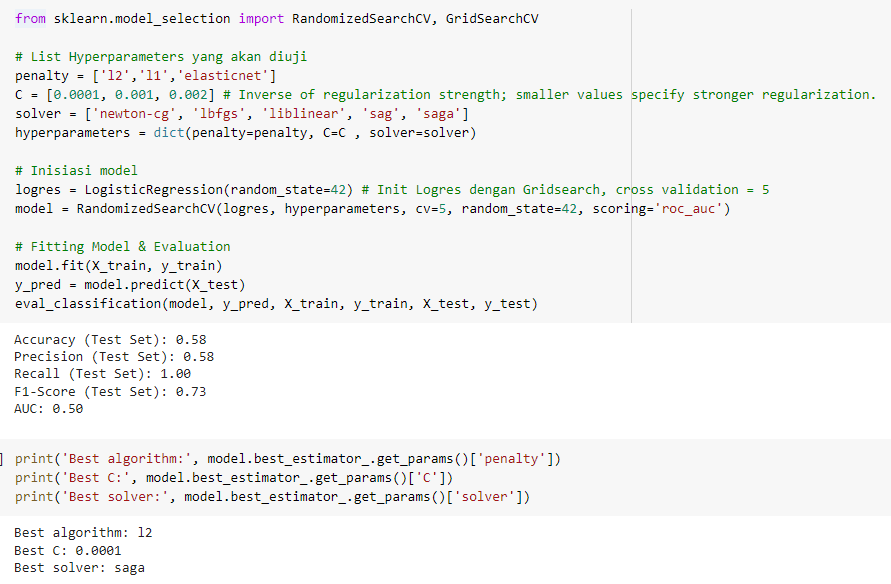 from sklearn.model_selection import RandomizedSearchCV, GridSearchCV
# List Hyperparameters yang akan diuji
penalty = ['l2','l1','elasticnet']
C = [0.0001, 0.001, 0.002] # Inverse of regularization strength; smaller values specify stronger regularization.
solver = ['newton-cg', 'lbfgs', 'liblinear', 'sag', 'saga']
hyperparameters = dict(penalty=penalty, C=C , solver=solver)
# Inisiasi model
logres = LogisticRegression(random_state=42) # Init Logres dengan Gridsearch, cross validation = 5
model = RandomizedSearchCV(logres, hyperparameters, cv=5, random_state=42, scoring='roc_auc')
# Fitting Model & Evaluation
model.fit(X_train, y_train)
y_pred = model.predict(X_test)
eval_classification(model, y_pred, X_train, y_train, X_test, y_test)
Accuracy (Test Set): 0.58
Precision (Test Set): 0.58
Recall (Test Set): 1.00
F1-Score (Test Set): 0.73
AUC: 0.50
] print('Best algorithm:', model.best_estimator_.get_params()['penalty'])
print('Best C:', model.best_estimator_.get_params()['C'])
print('Best solver:', model.best_estimator_.get_params()['solver'])
Best algorithm: l2
Best C: 0.0001
Best solver: saga